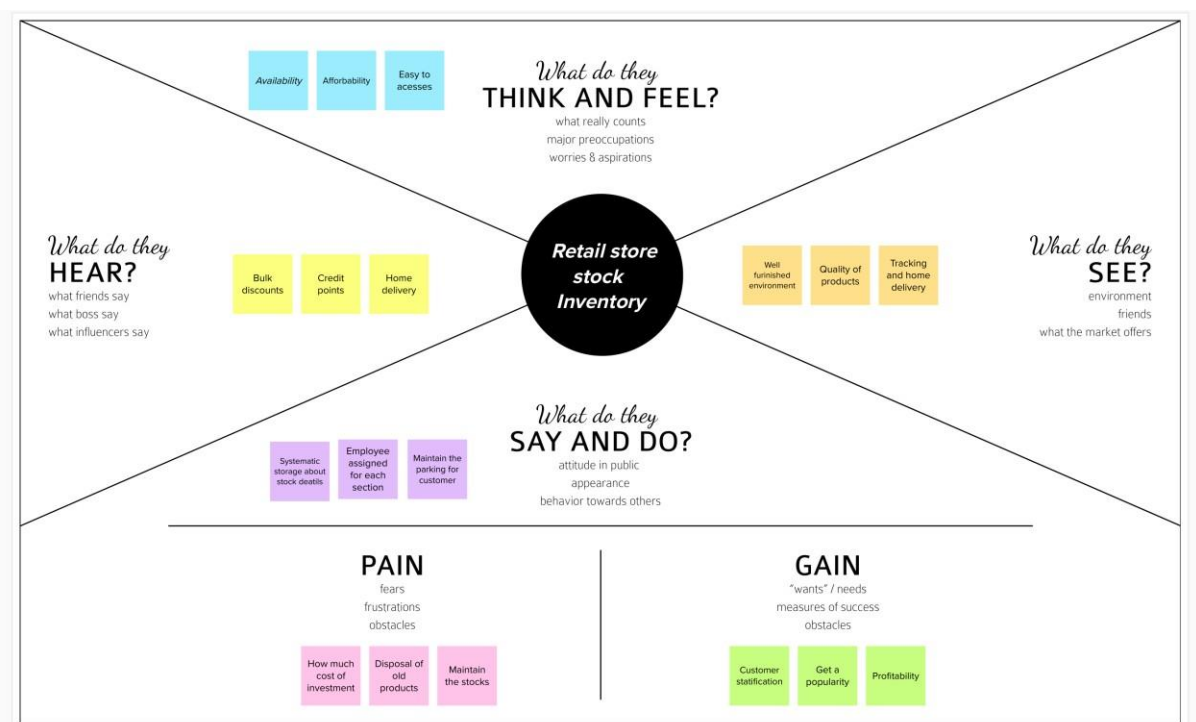 What do they
THINK AND FEEL?
what really counts
major preoccupations
worries & aspirations
Availability
Afforbability
Easy to
acesses
What do they
HEAR?
what friends say
what boss say
what influencers say
Bulk
discounts
Credit
points
Home
delivery
Retail store
stock
Inventory
Well
furinished
environment
Quality of
products
Tracking
and home
delivery
What do they
SEE?
environment
friends
what the market offers
What do they
SAY AND DO?
attitude in public
appearance
behavior towards others
Systematic
storage about
stock deatils
Employee
assigned
for each
section
Maintain the
parking for
customer
PAIN
fears
frustrations
obstacles
How much
cost of
investment
Disposal of
old
products
Maintain
the stocks
GAIN
"wants" / needs
measures of success
obstacles
Customer
statification
Get a
popularity
Profitability